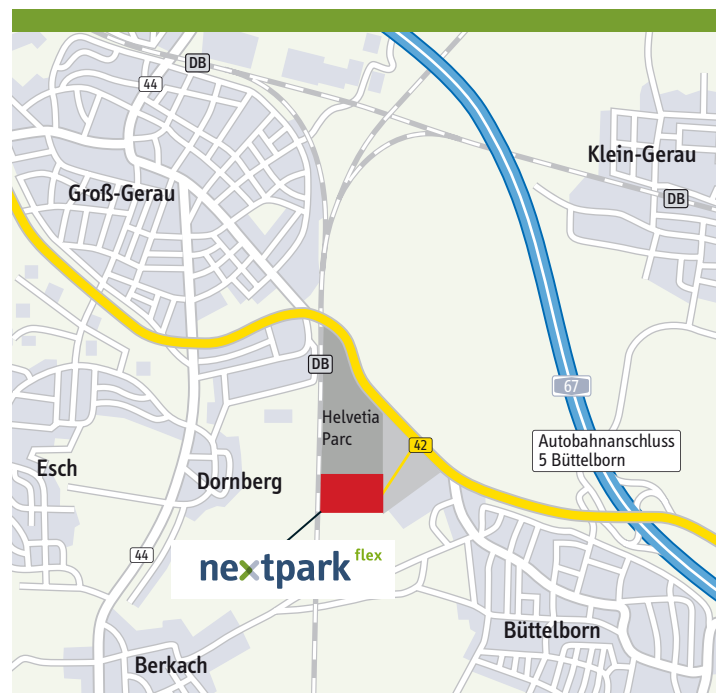 DB
44
Klein-Gerau
Groß-Gerau
DB
DB
67
Helvetia
Parc
42
Autobahnanschluss
5 Büttelborn
Esch
Dornberg
44
nextpark flex
Büttelborn
Berkach